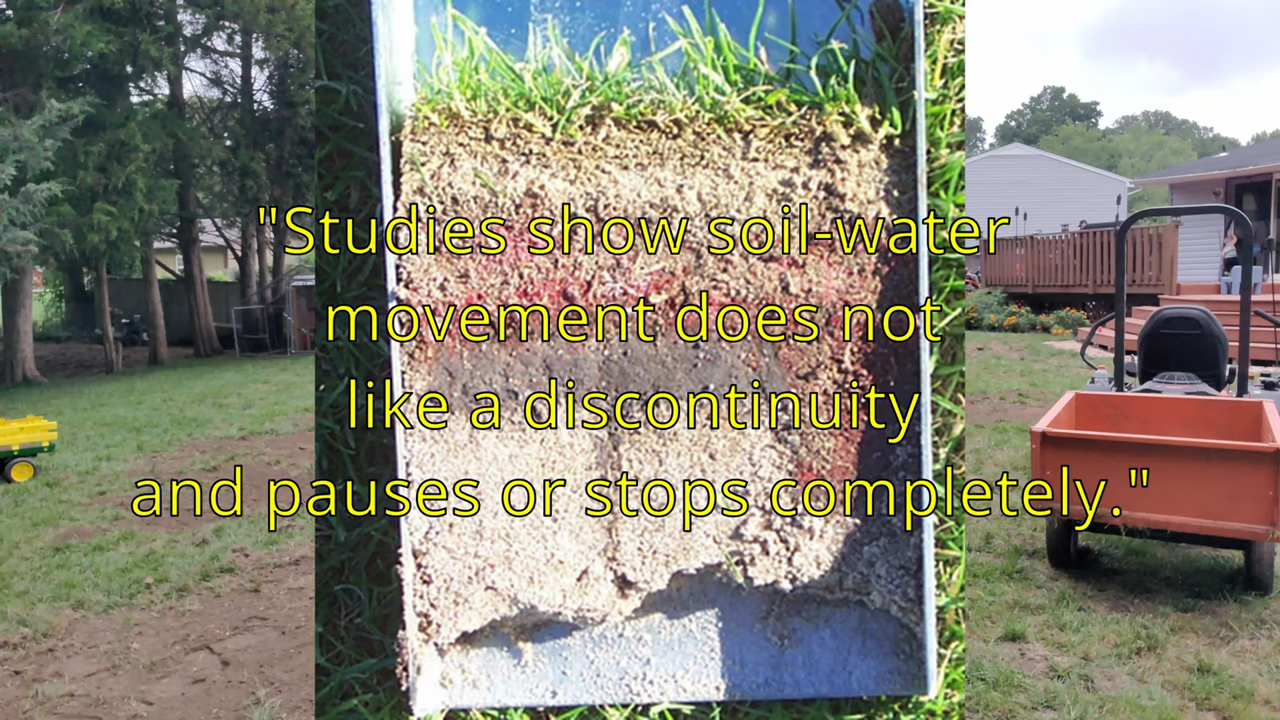 "Studies show soil-water
movement does not
like a discontinuity
and pauses or stops completely."